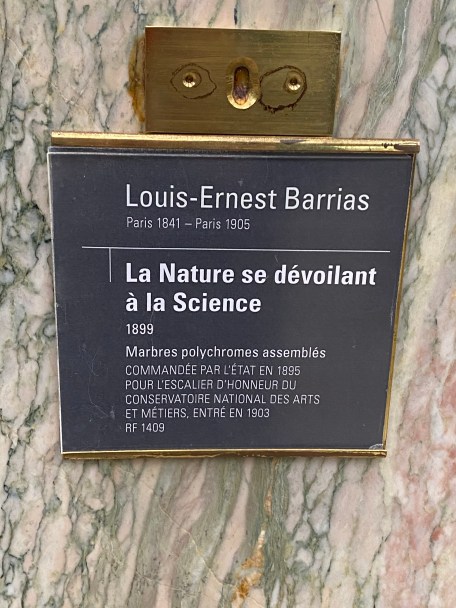 Louis-Ernest Barrias
Paris 1841 – Paris 1905
La Nature se dévoilant
à la Science
1899
Marbres polychromes assemblés
COMMANDÉE PAR L'ÉTAT EN 1895
POUR L'ESCALIER D'HONNEUR DU
CONSERVATOIRE NATIONAL DES ARTS
ET MÉTIERS, ENTRÉ EN 1903
RF 1409